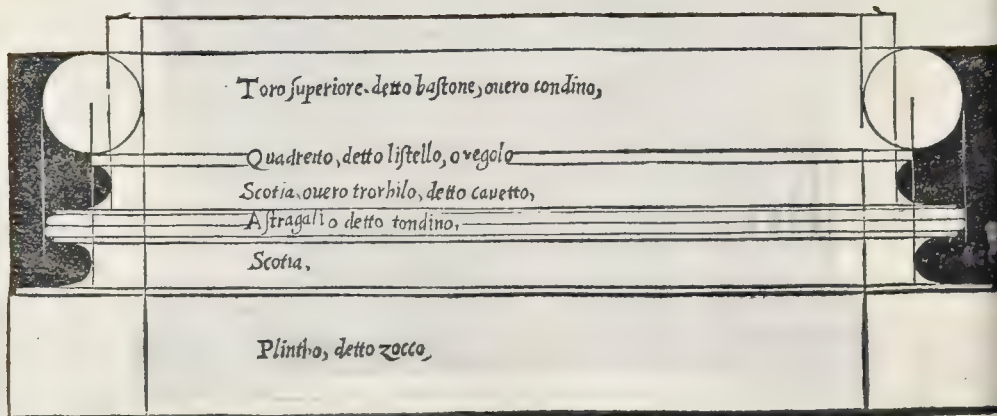 Toro ſuperiore. detto baſtone, ouero tondino,
Quadretto, detto liſtello, o regolo
Scotia, ouero trochilo, detto cauetto,
Aſtragali o detto tondino,
Scotia,
Plintho, detto zocco,